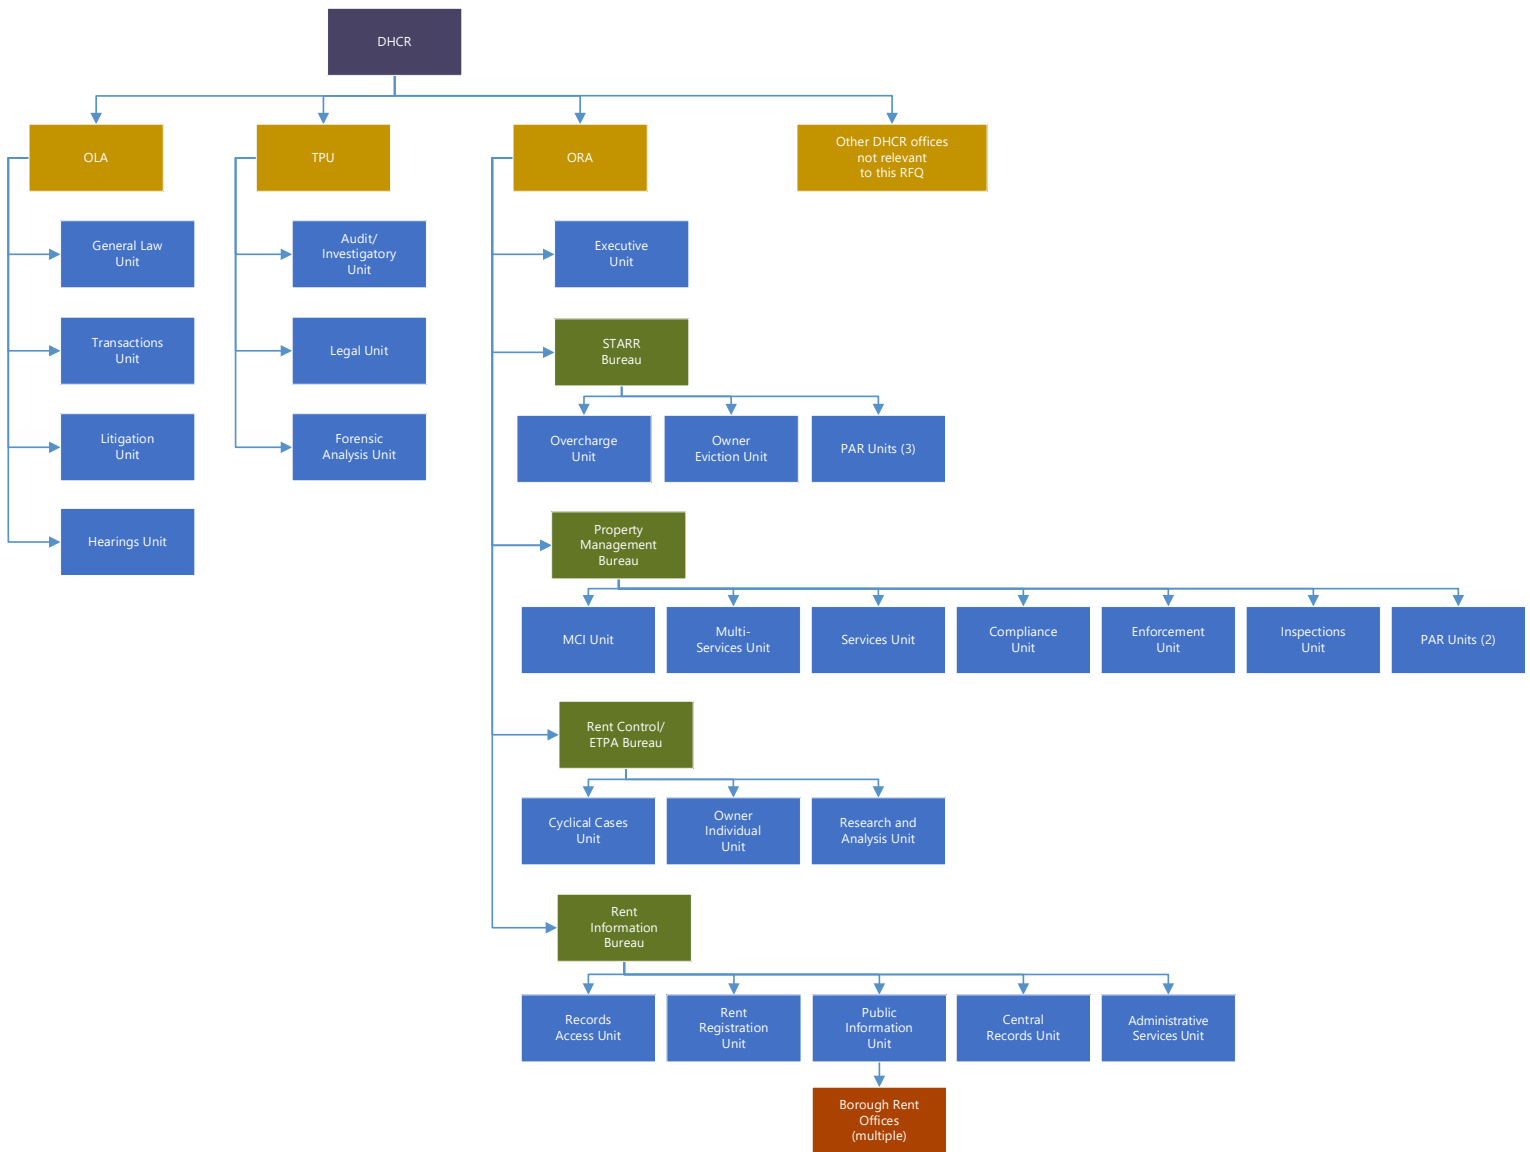 DHCR
OLA
TPU
ORA
Other DHCR offices
not relevant
to this RFQ
General Law
Unit
Audit/
Investigatory
Unit
Executive
Unit
Transactions
Unit
Legal Unit
STARR
Bureau
Litigation
Unit
Forensic
Analysis Unit
Overcharge
Unit
Owner
Eviction Unit
PAR Units (3)
Hearings Unit
Property
Management
Bureau
MCI Unit
Multi-
Services Unit
Services Unit
Compliance
Unit
Enforcement
Unit
Inspections
Unit
PAR Units (2)
Rent Control/
ETPA Bureau
Cyclical Cases
Unit
Owner
Individual
Unit
Research and
Analysis Unit
Rent
Information
Bureau
Records
Access Unit
Rent
Registration
Unit
Public
Information
Unit
Central
Records Unit
Administrative
Services Unit
Borough Rent
Offices
(multiple)